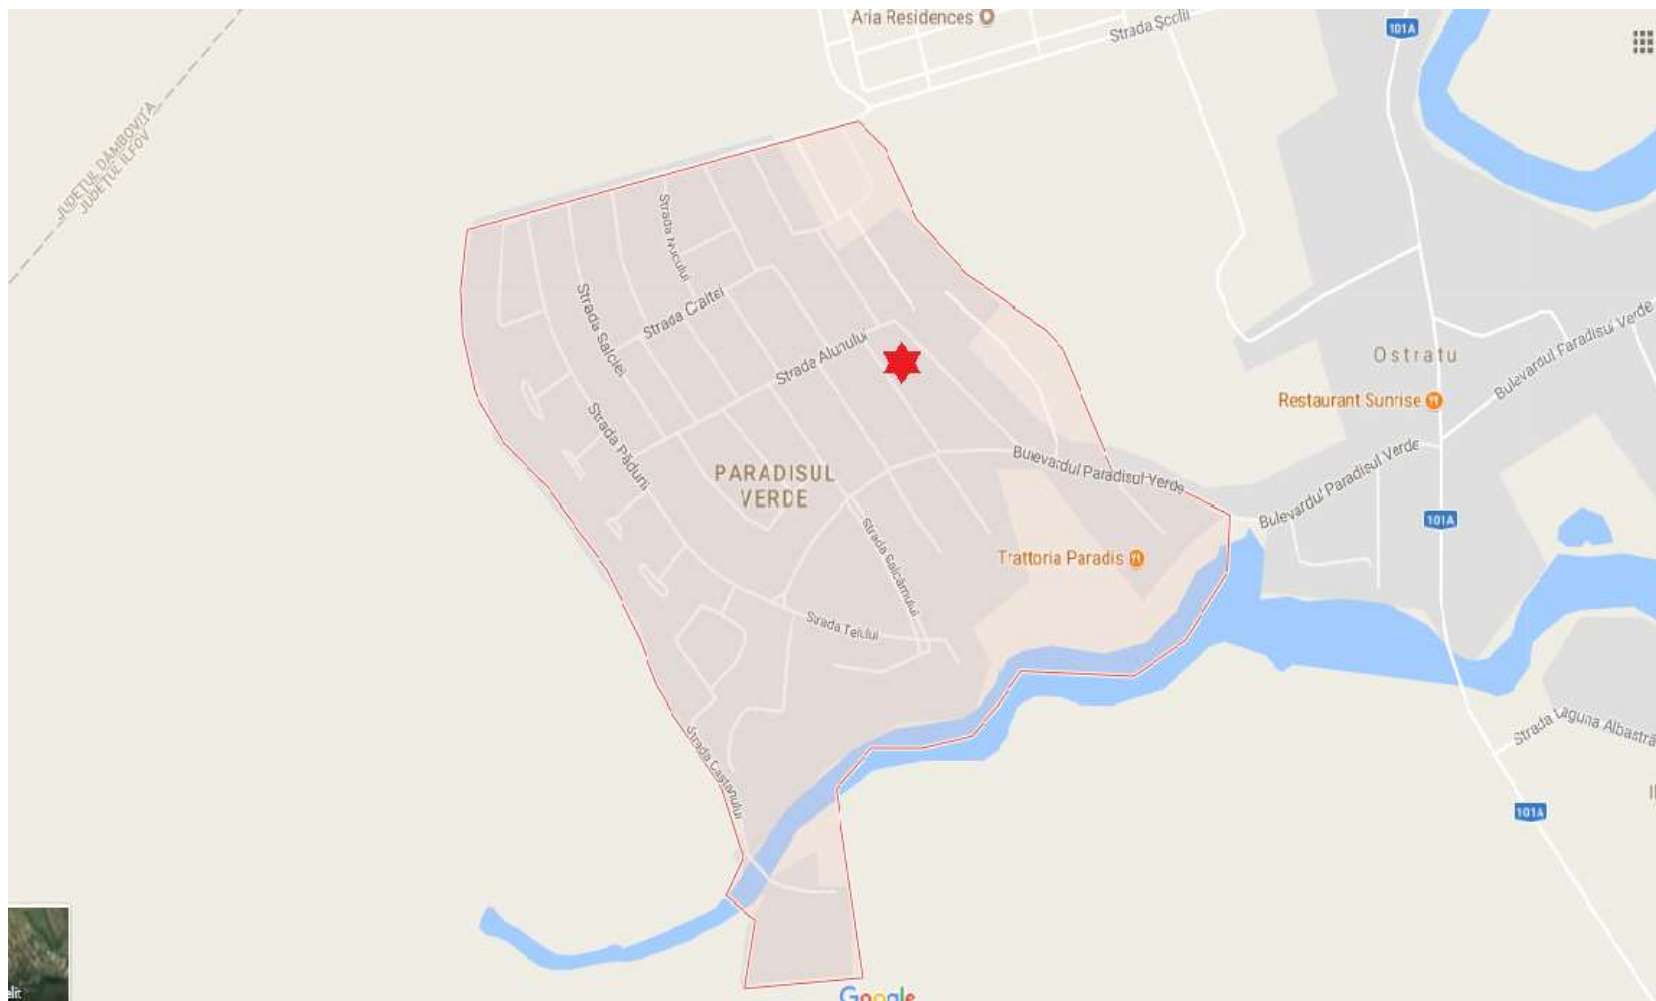 Aria Residences
Strada Școlii
101A
JUDEȚUL DÂMBOVIȚA
JUDEȚUL ILFOV
Strada Nucului
Strada Salciei
Strada Craitei
Strada Alunului
Ostratu
Bulevardul Paradisul Verde
Restaurant Sunrise
Strada Pădurii
PARADISUL
VERDE
Bulevardul Paradisul Verde
Bulevardul Paradisul Verde
101A
Strada Salcâmului
Trattoria Paradis
Strada Teiului
Strada Laguna Albastră
Strada Castanului
101A
Google